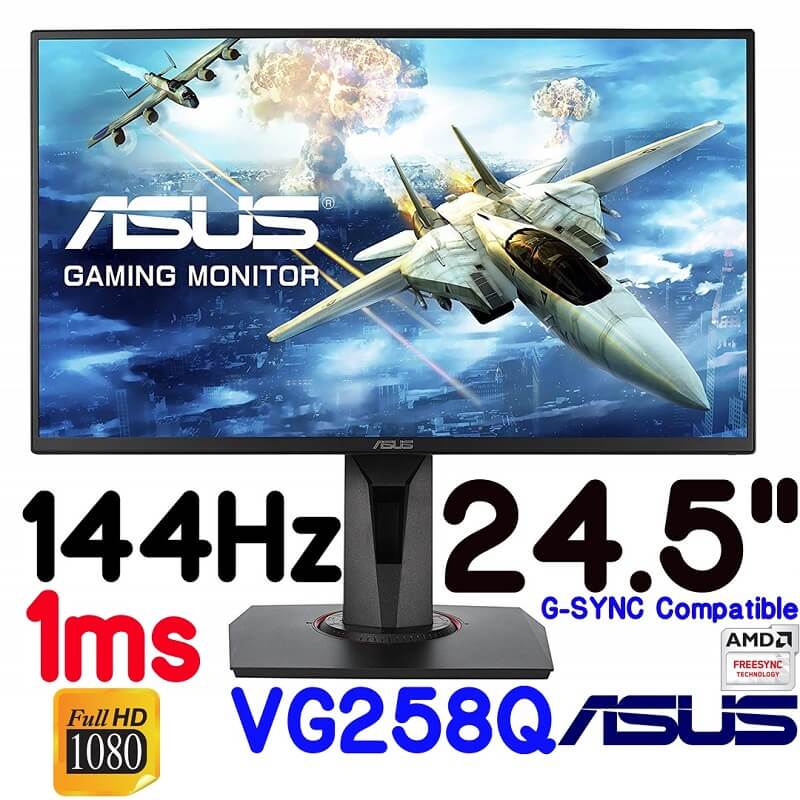 ASUS®
GAMING MONITOR
ASUS
144Hz
24.5"
1ms
G-SYNC Compatible
AMD
FREESYNC
TECHNOLOGY
Full HD
1080
VG258Q
ASUS